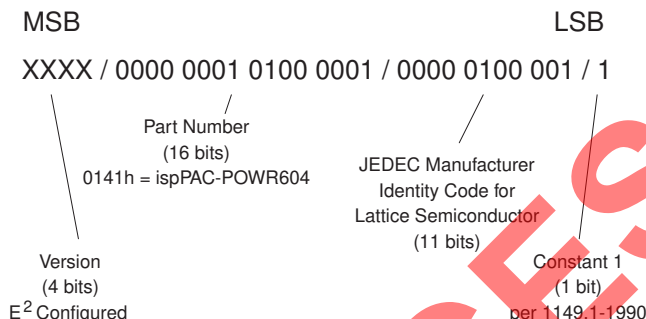 MSB LSB
XXXX / 0000 0001 0100 0001 / 0000 0100 001 / 1
Part Number
(16 bits)
0141h = ispPAC-POWR604
JEDEC Manufacturer
Identity Code for
Lattice Semiconductor
(11 bits)
Version
(4 bits)
E² Configured
Constant 1
(1 bit)
per 1149.1-1990